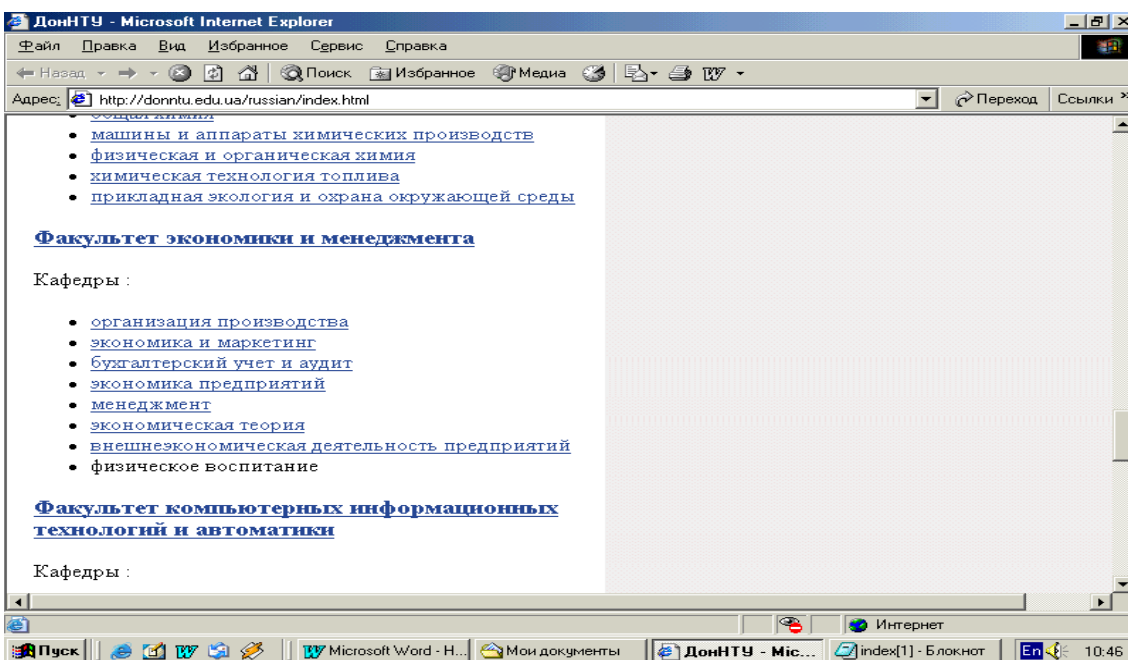 ДонНТУ - Microsoft Internet Explorer
Файл Правка Вид Избранное Сервис Справка
Назад Поиск Избранное Медиа
Адрес: http://donntu.edu.ua/russian/index.html Переход Ссылки »
общая химия
машины и аппараты химических производств
физическая и органическая химия
химическая технология топлива
прикладная экология и охрана окружающей среды
Факультет экономики и менеджмента
Кафедры :
организация производства
экономика и маркетинг
бухгалтерский учет и аудит
экономика предприятий
менеджмент
экономическая теория
внешнеэкономическая деятельность предприятий
физическое воспитание
Факультет компьютерных информационных
технологий и автоматики
Кафедры :
Интернет
Пуск Microsoft Word - Н... Мои документы ДонНТУ - Mic... index[1] - Блокнот En 10:46